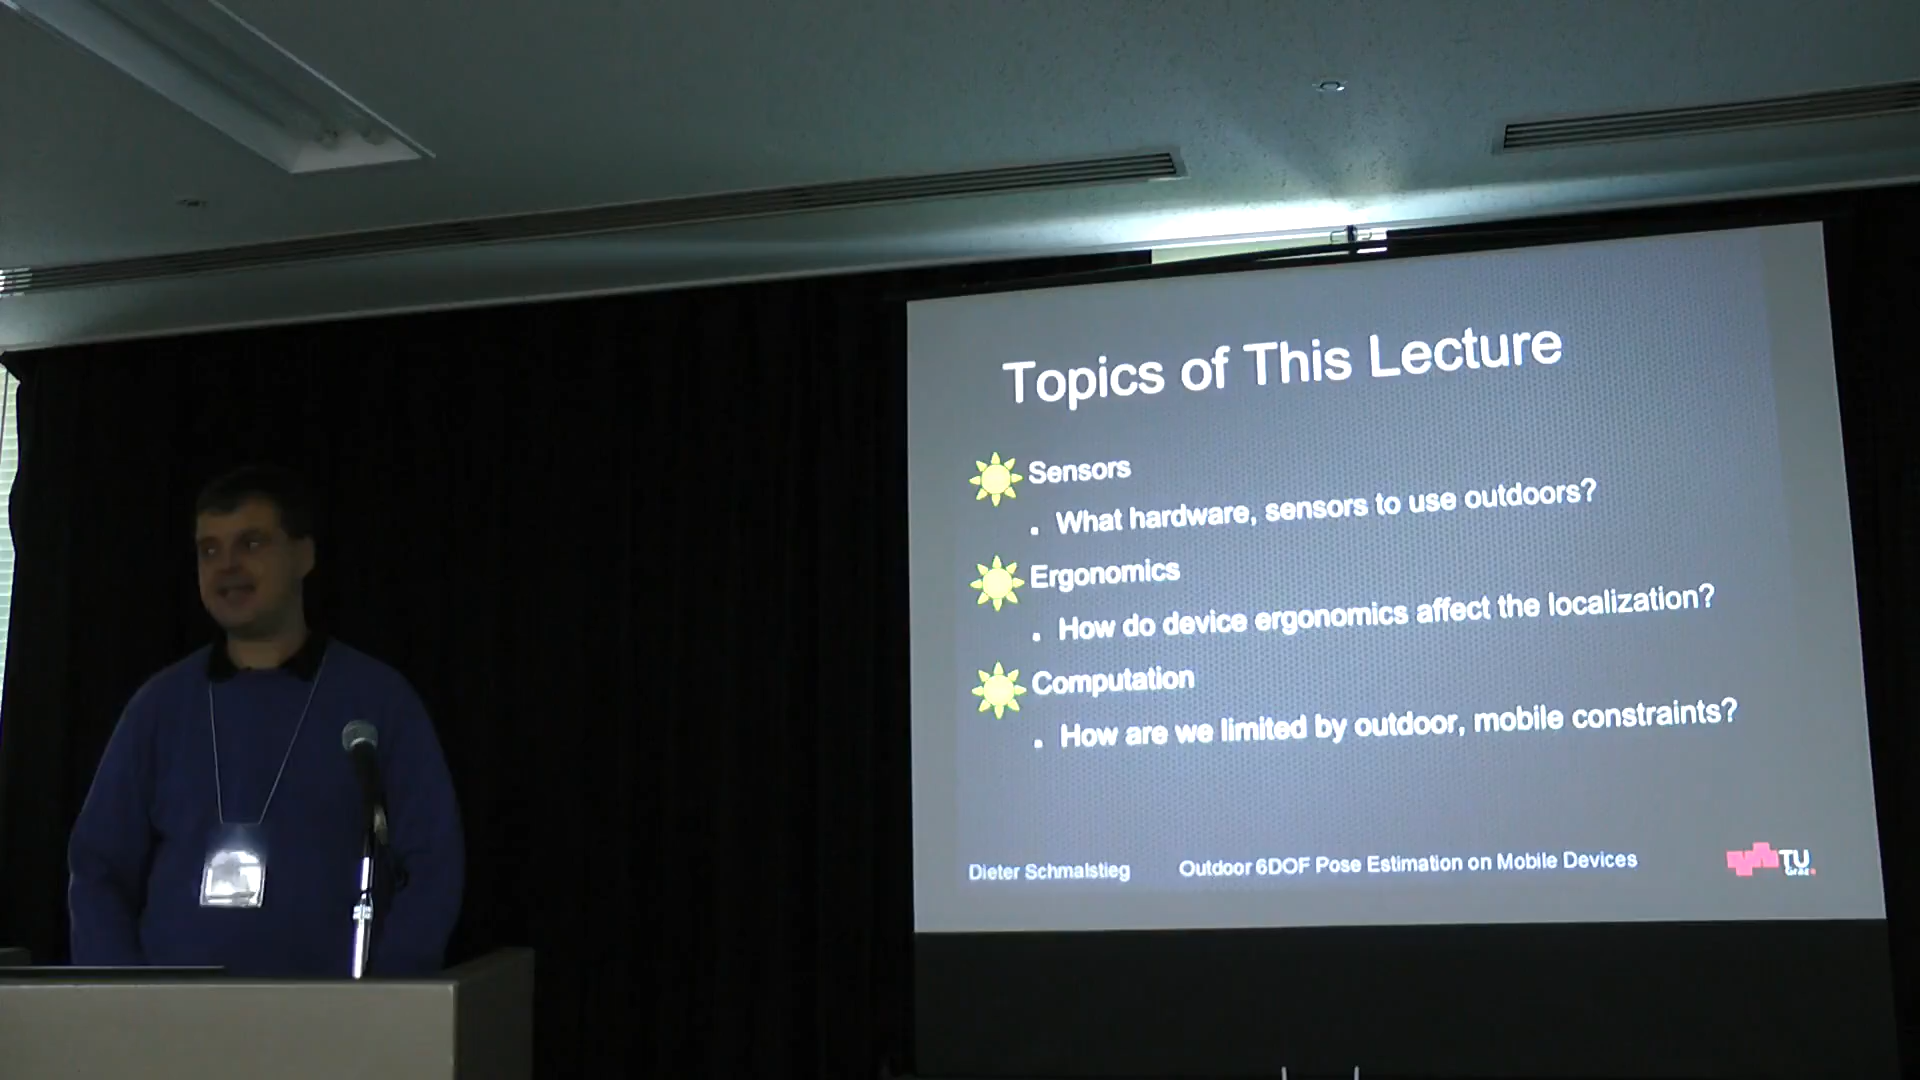 Topics of This Lecture
Sensors
What hardware, sensors to use outdoors?
Ergonomics
How do device ergonomics affect the localization?
Computation
How are we limited by outdoor, mobile constraints?
Dieter Schmalstieg Outdoor 6DOF Pose Estimation on Mobile Devices
TU
Graz